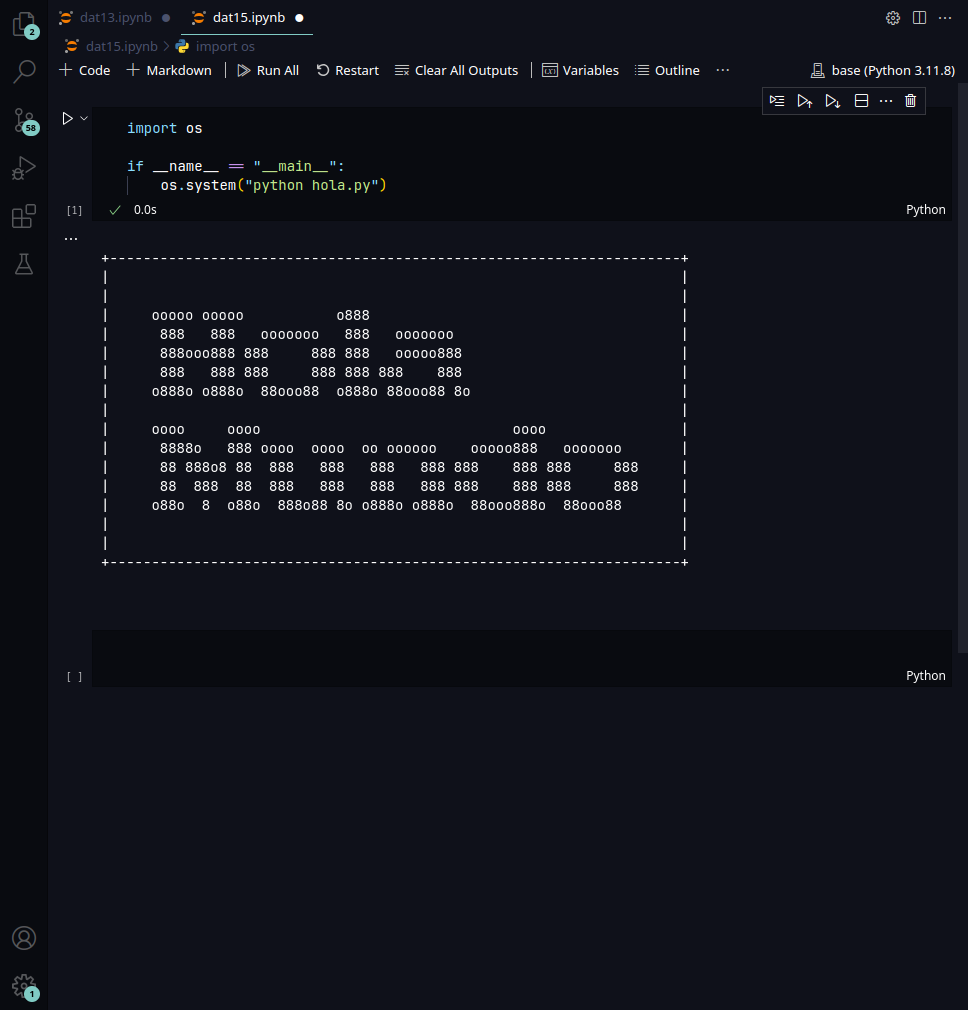 dat13.ipynb dat15.ipynb
2
dat15.ipynb > import os
+ Code + Markdown | Run All Restart Clear All Outputs | Variables Outline ... base (Python 3.11.8)
58
import os
if __name__ == "__main__":
    os.system("python hola.py")
[1] ✓ 0.0s Python
...
+--------------------------------------------------------------------+
|                                                                    |
|                                                                    |
|     ooooo ooooo           o888                                     |
|      888   888   ooooooo   888   ooooooo                           |
|      888ooo888 888     888 888   ooooo888                          |
|      888   888 888     888 888 888    888                          |
|     o888o o888o  88ooo88  o888o 88ooo88 8o                         |
|                                                                    |
|     oooo     oooo                              oooo                |
|      8888o   888 oooo  oooo  oo oooooo    ooooo888   ooooooo       |
|      88 888o8 88  888   888   888   888 888    888 888     888     |
|      88  888  88  888   888   888   888 888    888 888     888     |
|     o88o  8  o88o  888o88 8o o888o o888o  88ooo888o  88ooo88       |
|                                                                    |
|                                                                    |
+--------------------------------------------------------------------+
[ ] Python
1